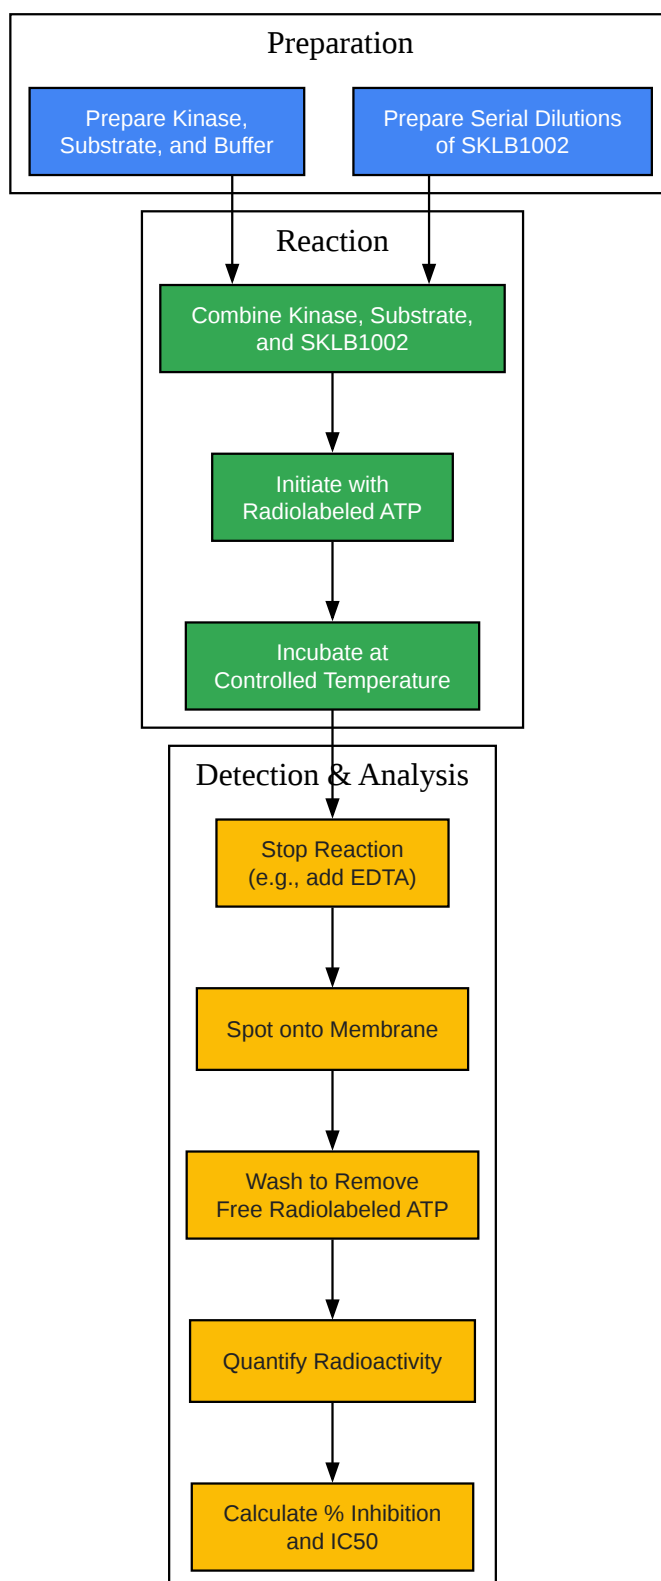 Preparation
Prepare Kinase,
Substrate, and Buffer
Prepare Serial Dilutions
of SKLB1002
Reaction
Combine Kinase, Substrate,
and SKLB1002
Initiate with
Radiolabeled ATP
Incubate at
Controlled Temperature
Detection & Analysis
Stop Reaction
(e.g., add EDTA)
Spot onto Membrane
Wash to Remove
Free Radiolabeled ATP
Quantify Radioactivity
Calculate % Inhibition
and IC50